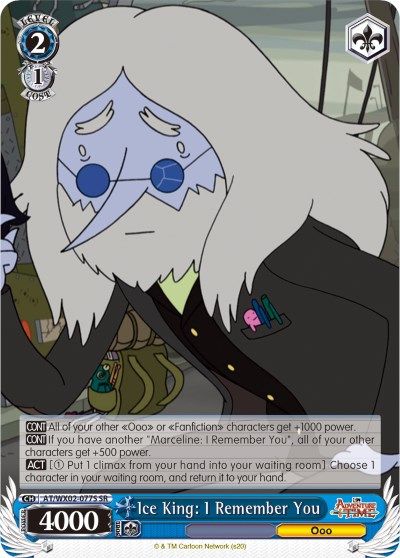 LEVEL
2
1
COST
CONT All of your other «Ooo» or «Fanfiction» characters get +1000 power.
CONT If you have another "Marceline: I Remember You", all of your other
characters get +500 power.
ACT [① Put 1 climax from your hand into your waiting room] Choose 1
character in your waiting room, and return it to your hand.
CH AT/WX02-077S SR
POWER 4000
Ice King: I Remember You
ADVENTURE TIME
Ooo
© & TM Cartoon Network (s20)